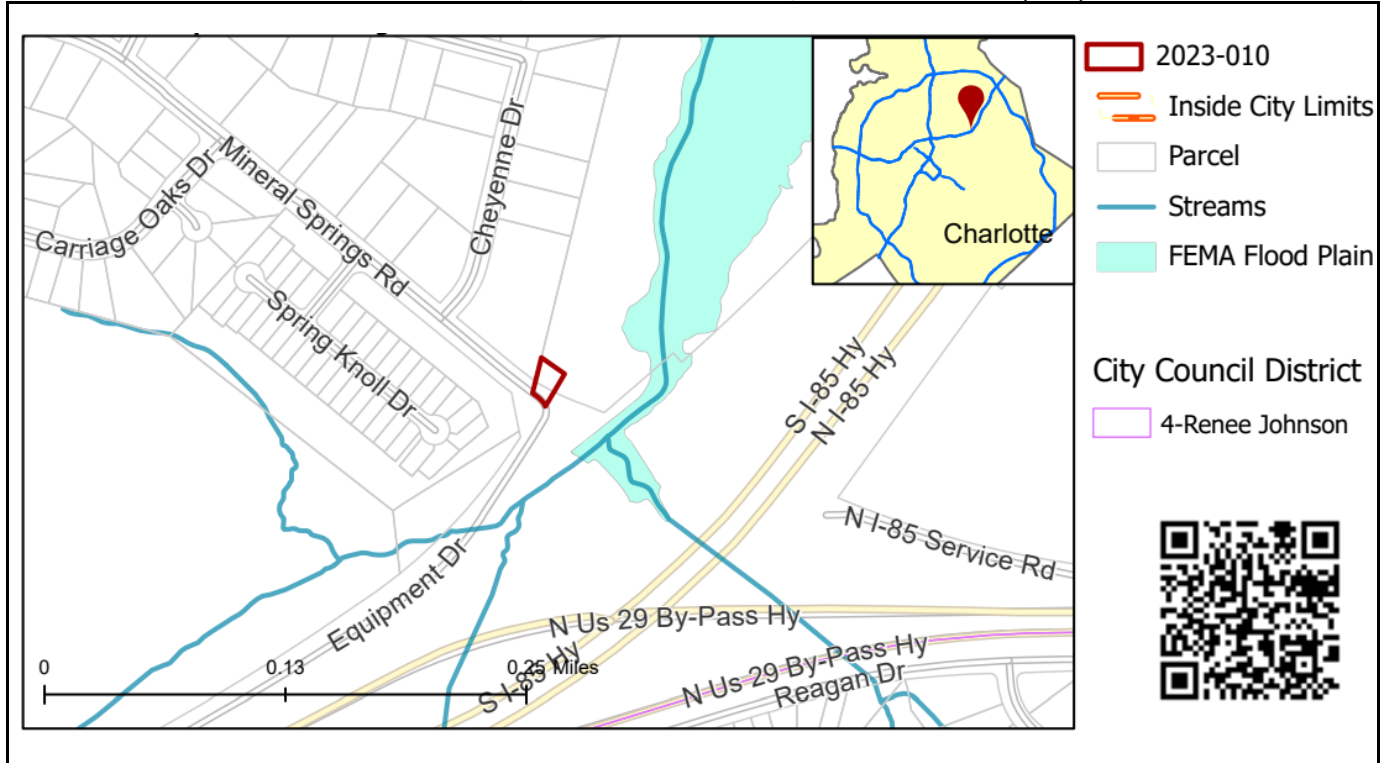 Cheyenne Dr
Mineral Springs Rd
Carriage Oaks Dr
Spring Knoll Dr
S I-85 Hy
N I-85 Hy
N I-85 Service Rd
Equipment Dr
N Us 29 By-Pass Hy
S I-85 Hy
N Us 29 By-Pass Hy
Reagan Dr
0 0.13 0.25 Miles
Charlotte
2023-010
Inside City Limits
Parcel
Streams
FEMA Flood Plain
City Council District
4-Renee Johnson